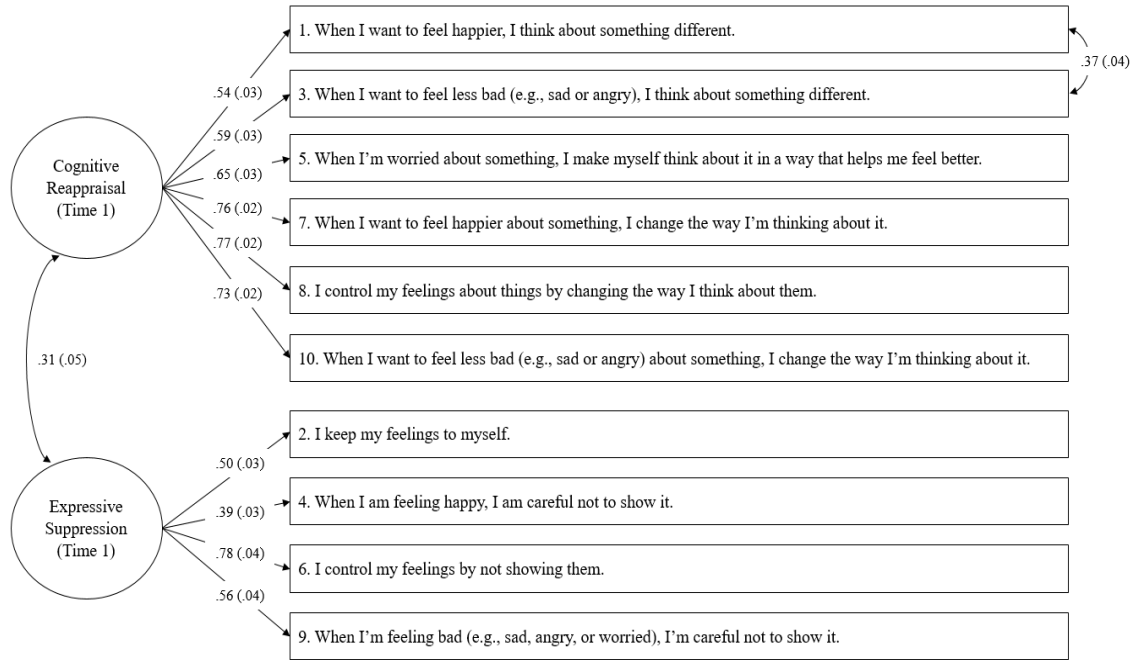 1. When I want to feel happier, I think about something different.
.37 (.04)
.54 (.03)
3. When I want to feel less bad (e.g., sad or angry), I think about something different.
.59 (.03)
Cognitive
Reappraisal
(Time 1)
5. When I’m worried about something, I make myself think about it in a way that helps me feel better.
.65 (.03)
.76 (.02)
7. When I want to feel happier about something, I change the way I’m thinking about it.
.77 (.02)
8. I control my feelings about things by changing the way I think about them.
.73 (.02)
10. When I want to feel less bad (e.g., sad or angry) about something, I change the way I’m thinking about it.
.31 (.05)
2. I keep my feelings to myself.
.50 (.03)
Expressive
Suppression
(Time 1)
4. When I am feeling happy, I am careful not to show it.
.39 (.03)
.78 (.04)
6. I control my feelings by not showing them.
.56 (.04)
9. When I’m feeling bad (e.g., sad, angry, or worried), I’m careful not to show it.